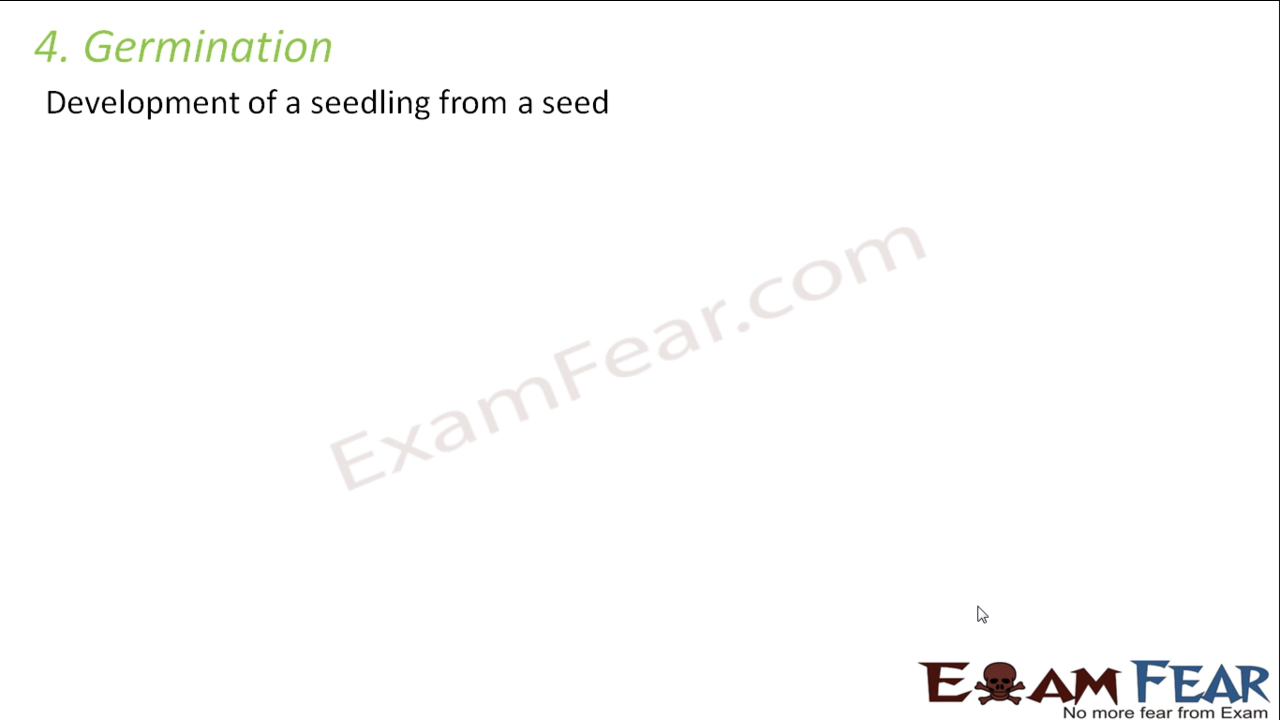 4. Germination
Development of a seedling from a seed
ExamFear.com
EXAM FEAR
No more fear from Exam